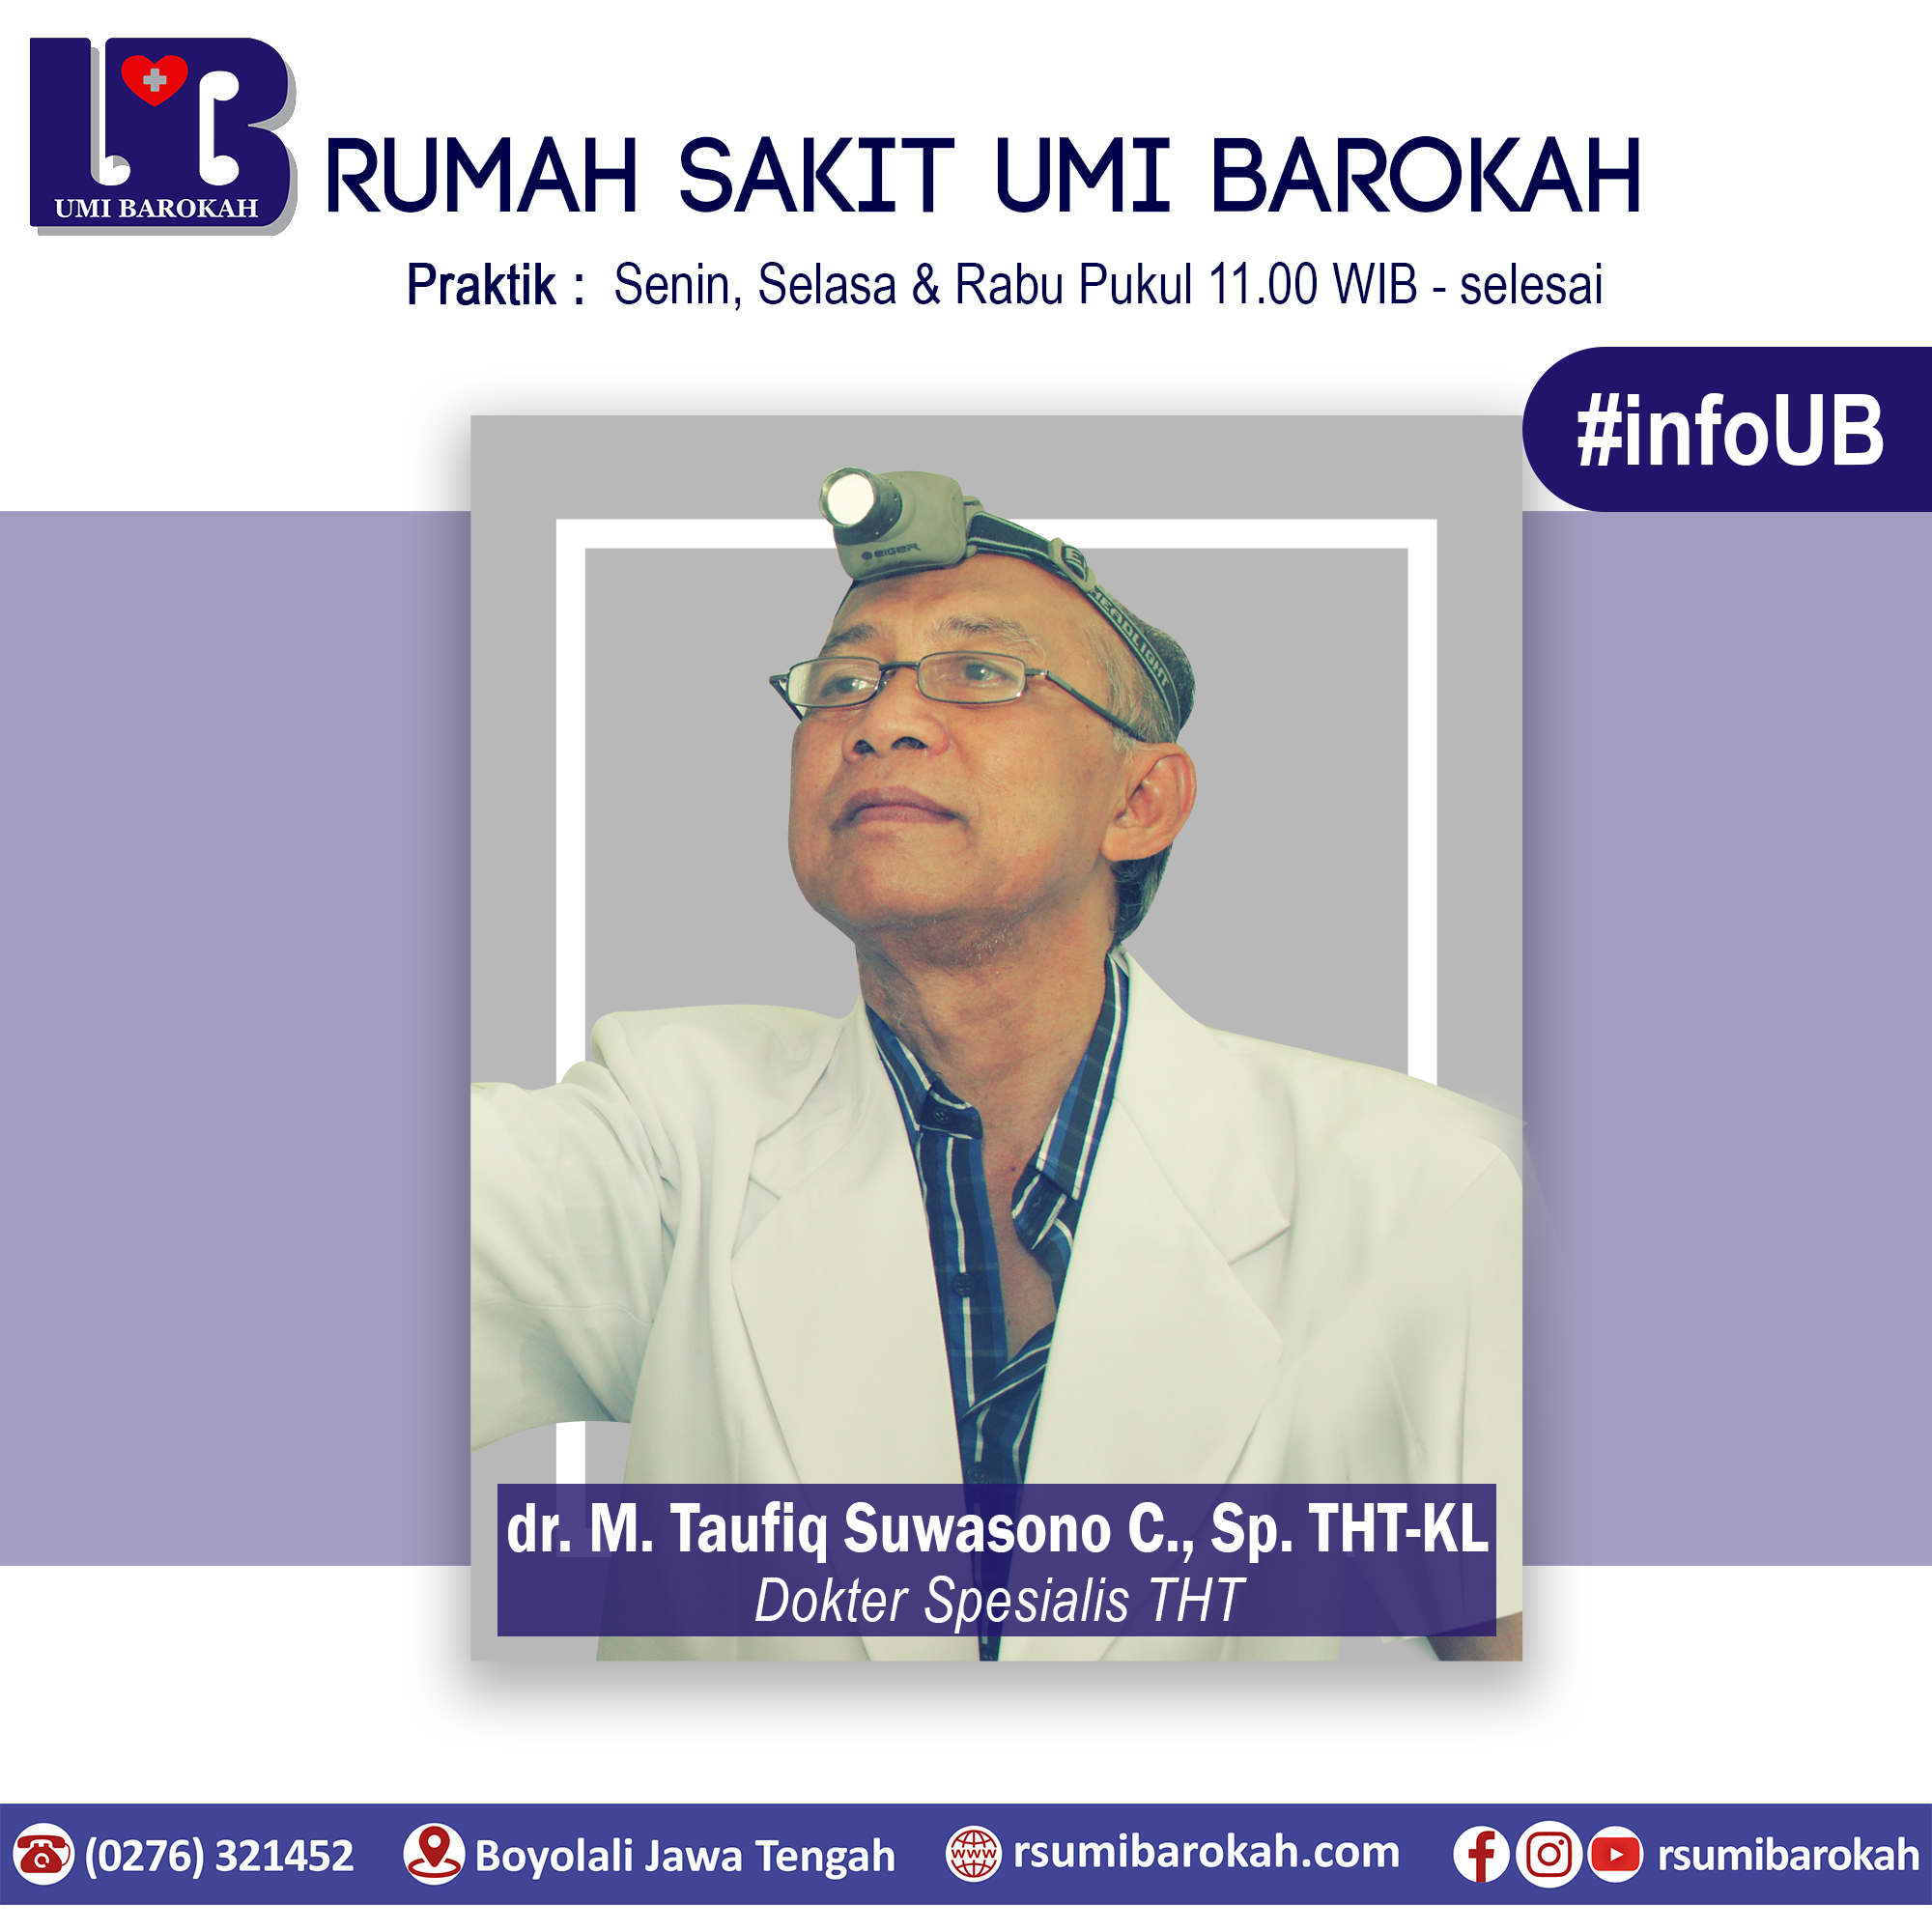 UMI BAROKAH
RUMAH SAKIT UMI BAROKAH
Praktik : Senin, Selasa & Rabu Pukul 11.00 WIB - selesai
#infoUB
EIGER
HEADLIGHT
dr. M. Taufiq Suwasono C., Sp. THT-KL
Dokter Spesialis THT
(0276) 321452
Boyolali Jawa Tengah
www
rsumibarokah.com
rsumibarokah